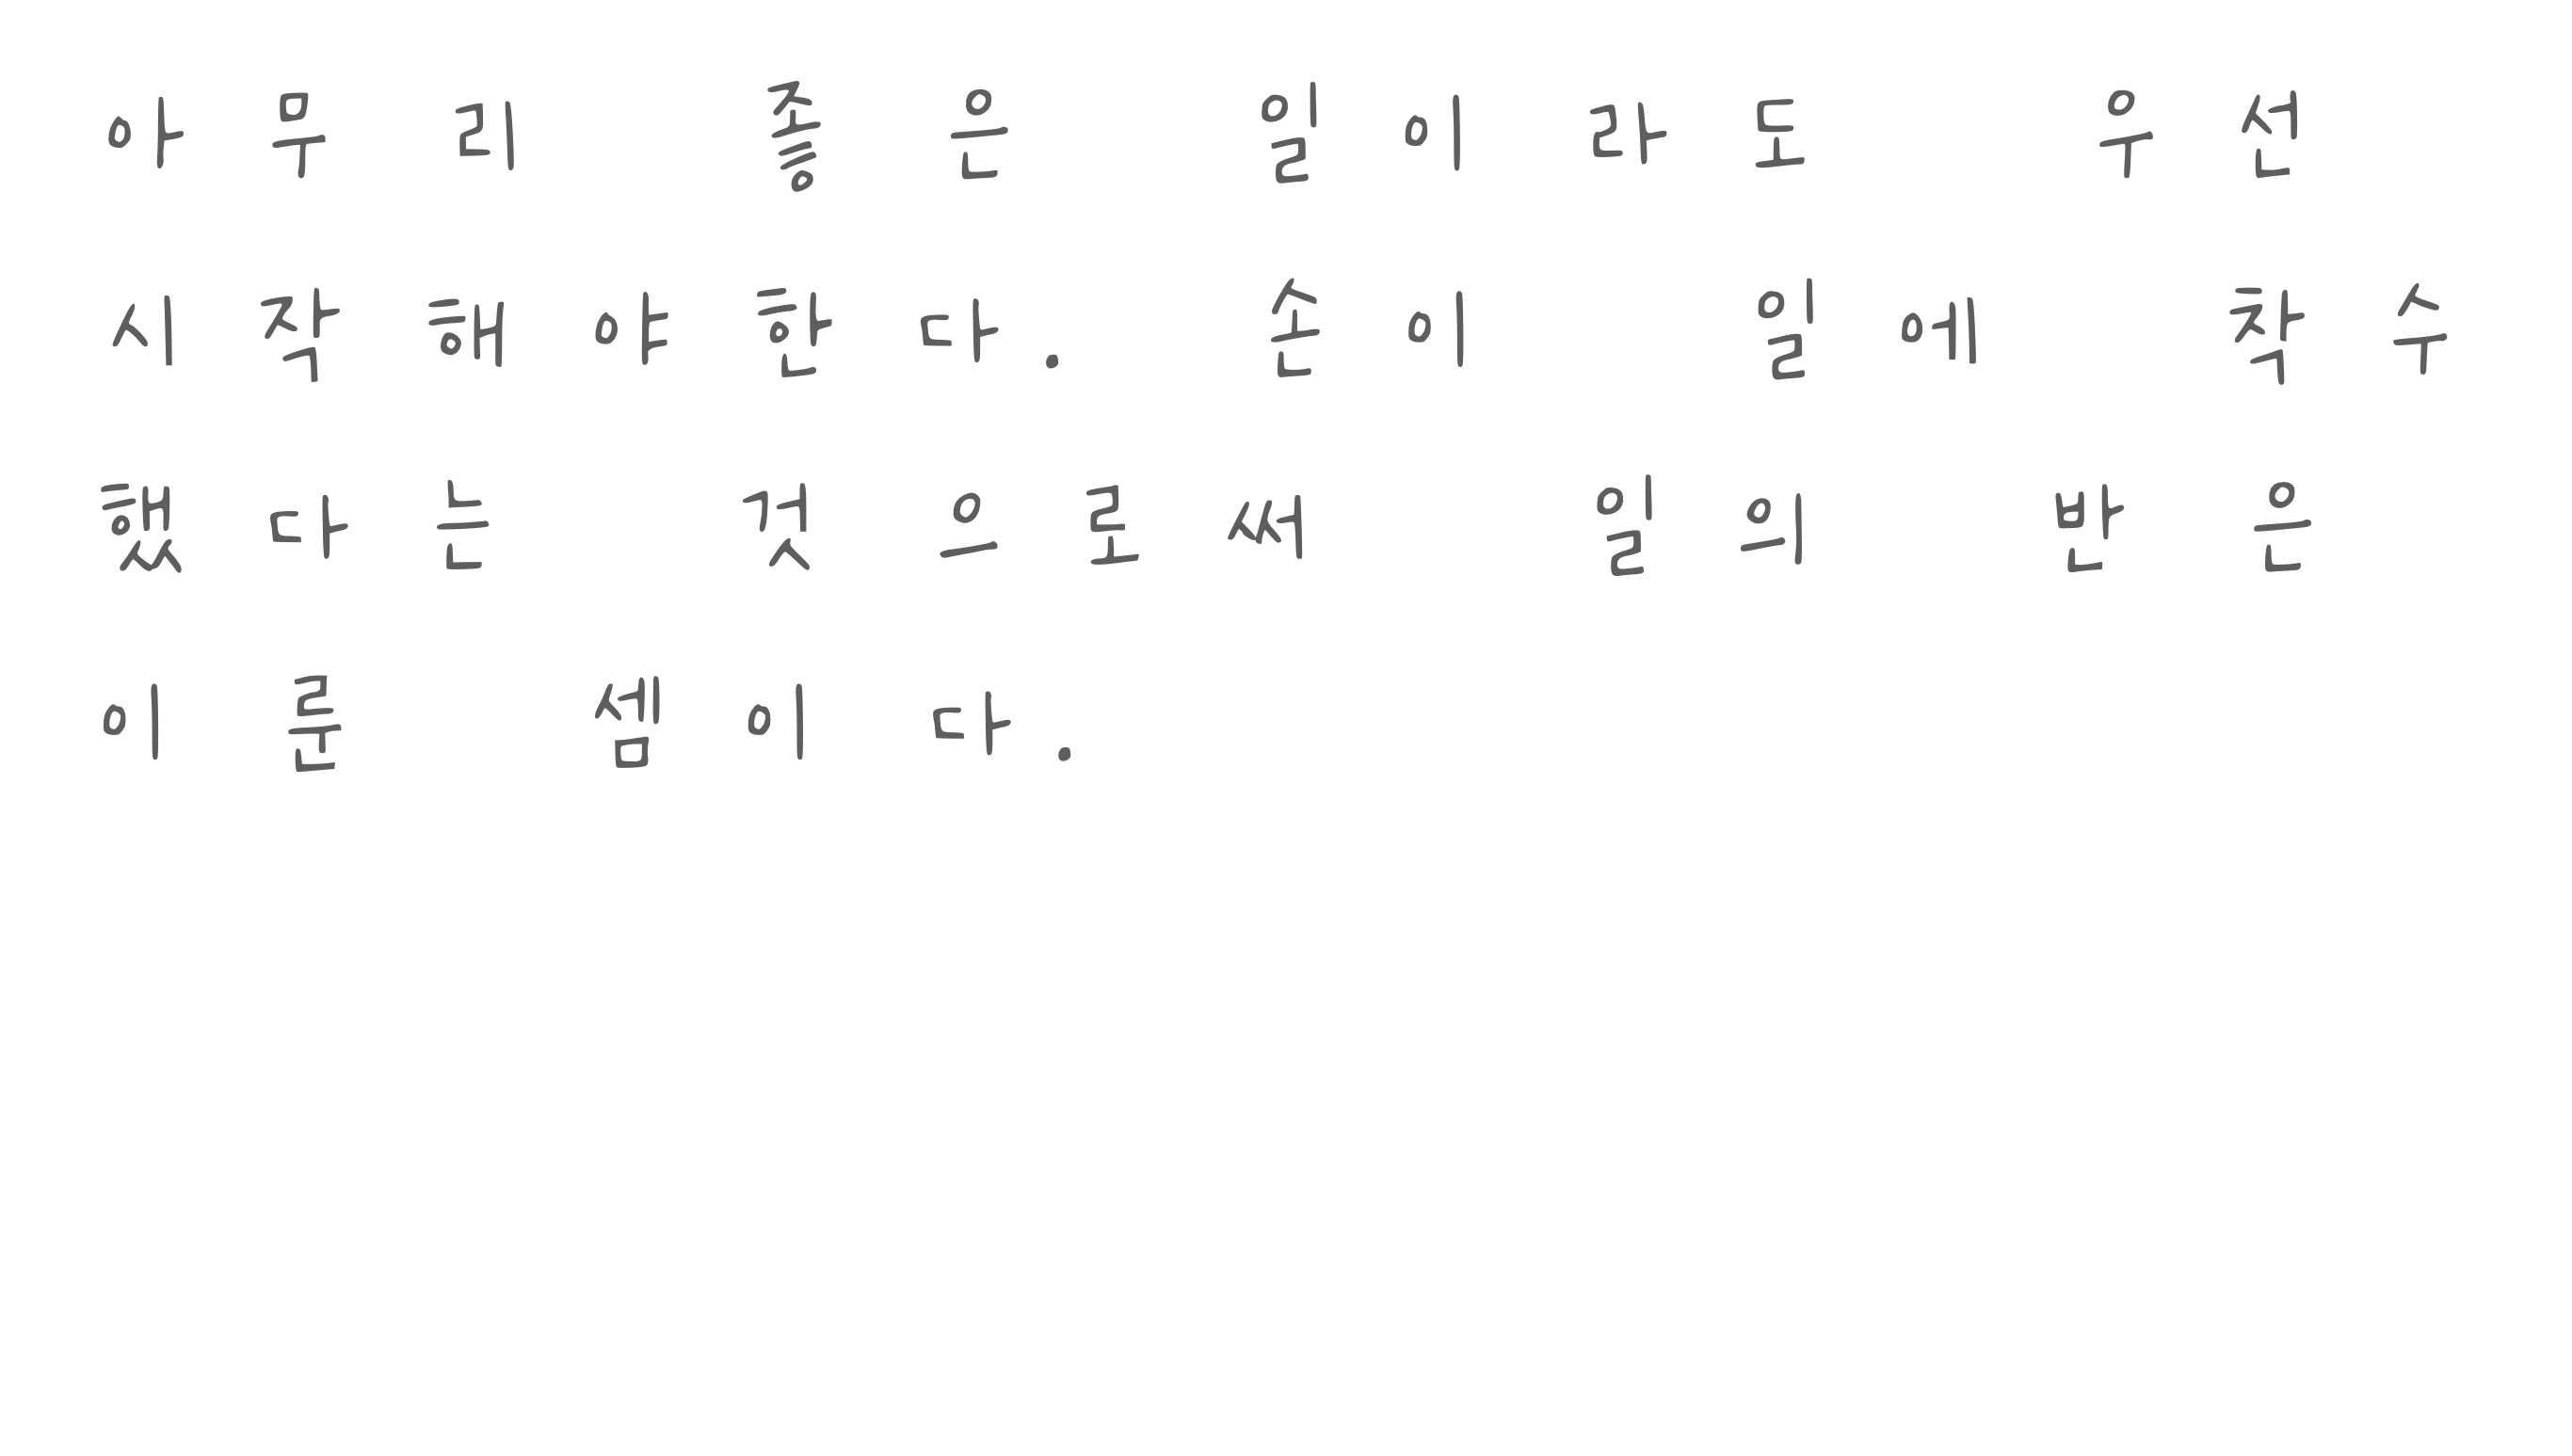 아무리 좋은 일이라도 우선
시작해야한다. 손이 일에 착수
했다는 것으로써 일의 반은
이룬 셈이다.